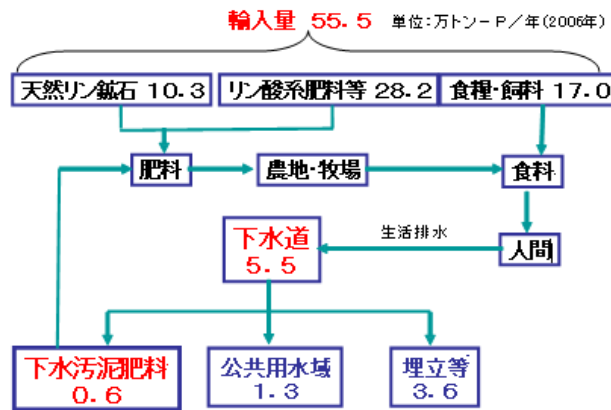 輸入量 55.5 単位:万トン-P/年(2006年)
天然リン鉱石 10.3 リン酸系肥料等 28.2 食糧・飼料 17.0
肥料 農地・牧場 食料
下水道 生活排水 人間
5.5
下水汚泥肥料 公共用水域 埋立等
0.6 1.3 3.6